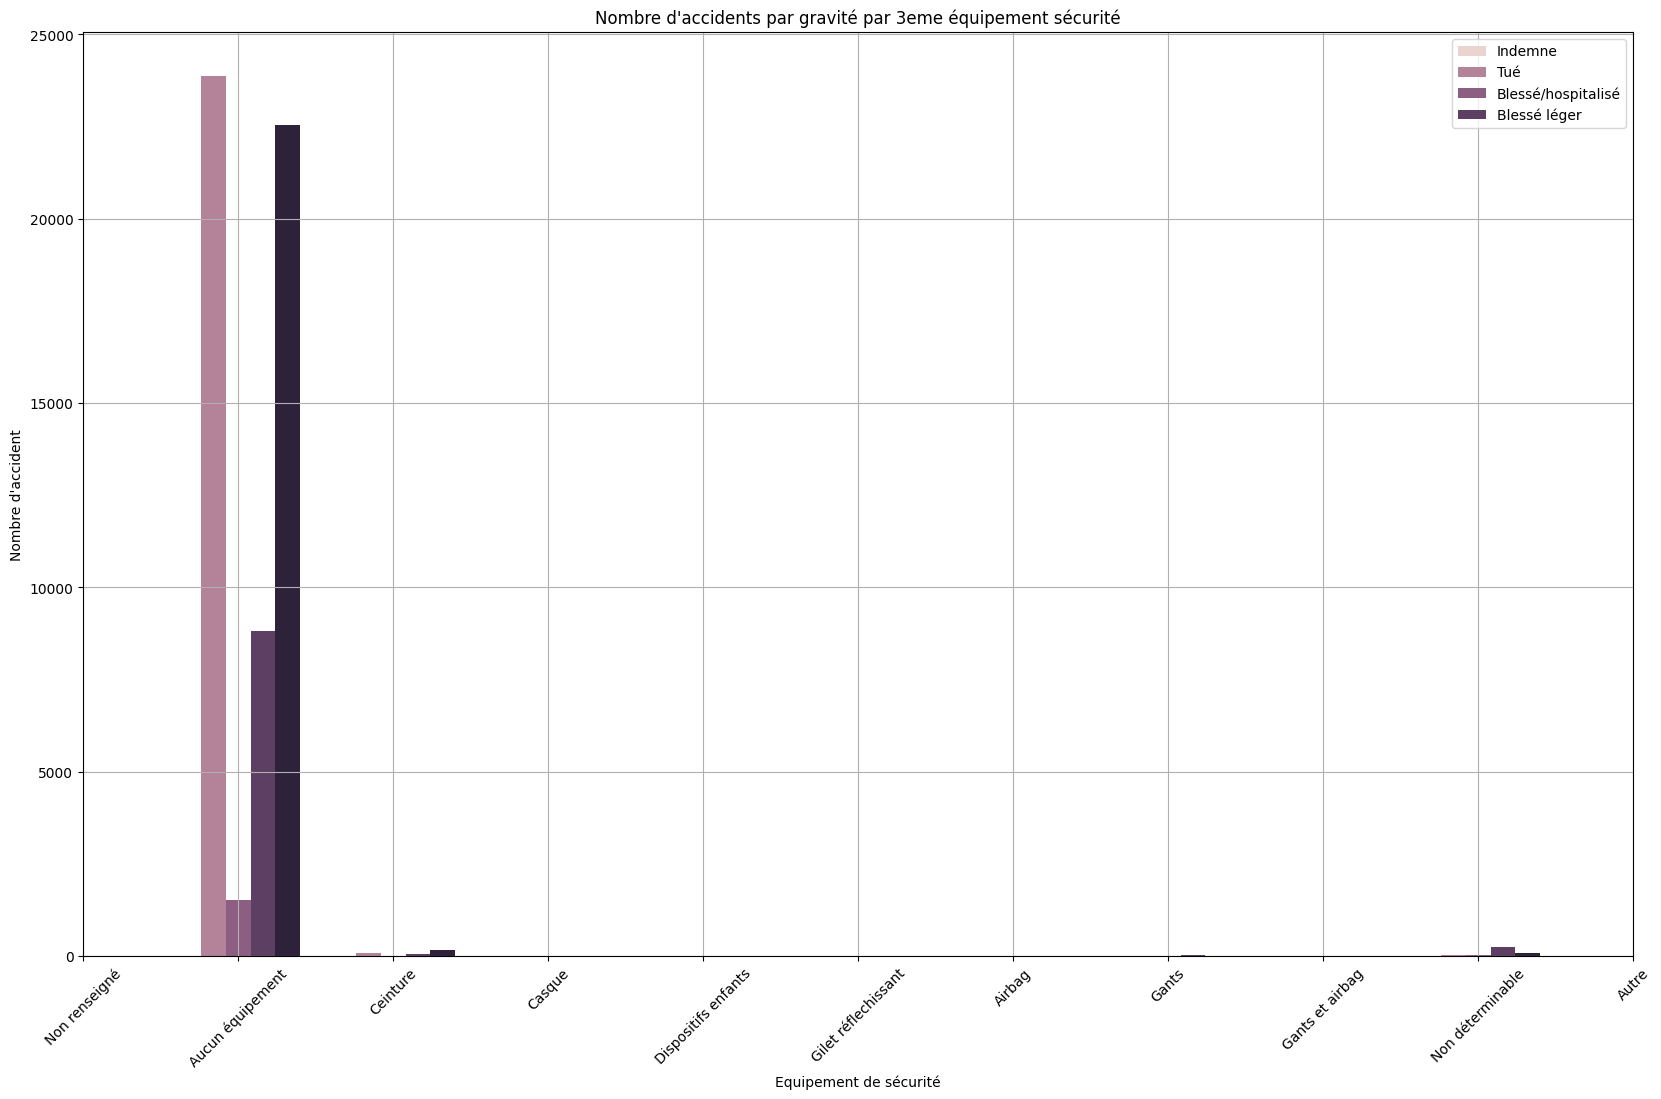 Nombre d'accidents par gravité par 3eme équipement sécurité
Indemne
Tué
Blessé/hospitalisé
Blessé léger
25000
20000
15000
10000
5000
0
Nombre d'accident
Non renseigné
Aucun équipement
Ceinture
Casque
Dispositifs enfants
Gilet réflechissant
Airbag
Gants
Gants et airbag
Non déterminable
Autre
Equipement de sécurité